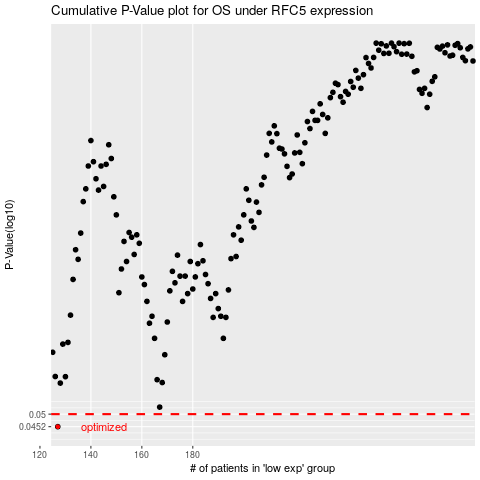 Cumulative P-Value plot for OS under RFC5 expression
P-Value(log10)
0.05
0.0452
optimized
120 140 160 180
# of patients in 'low exp' group